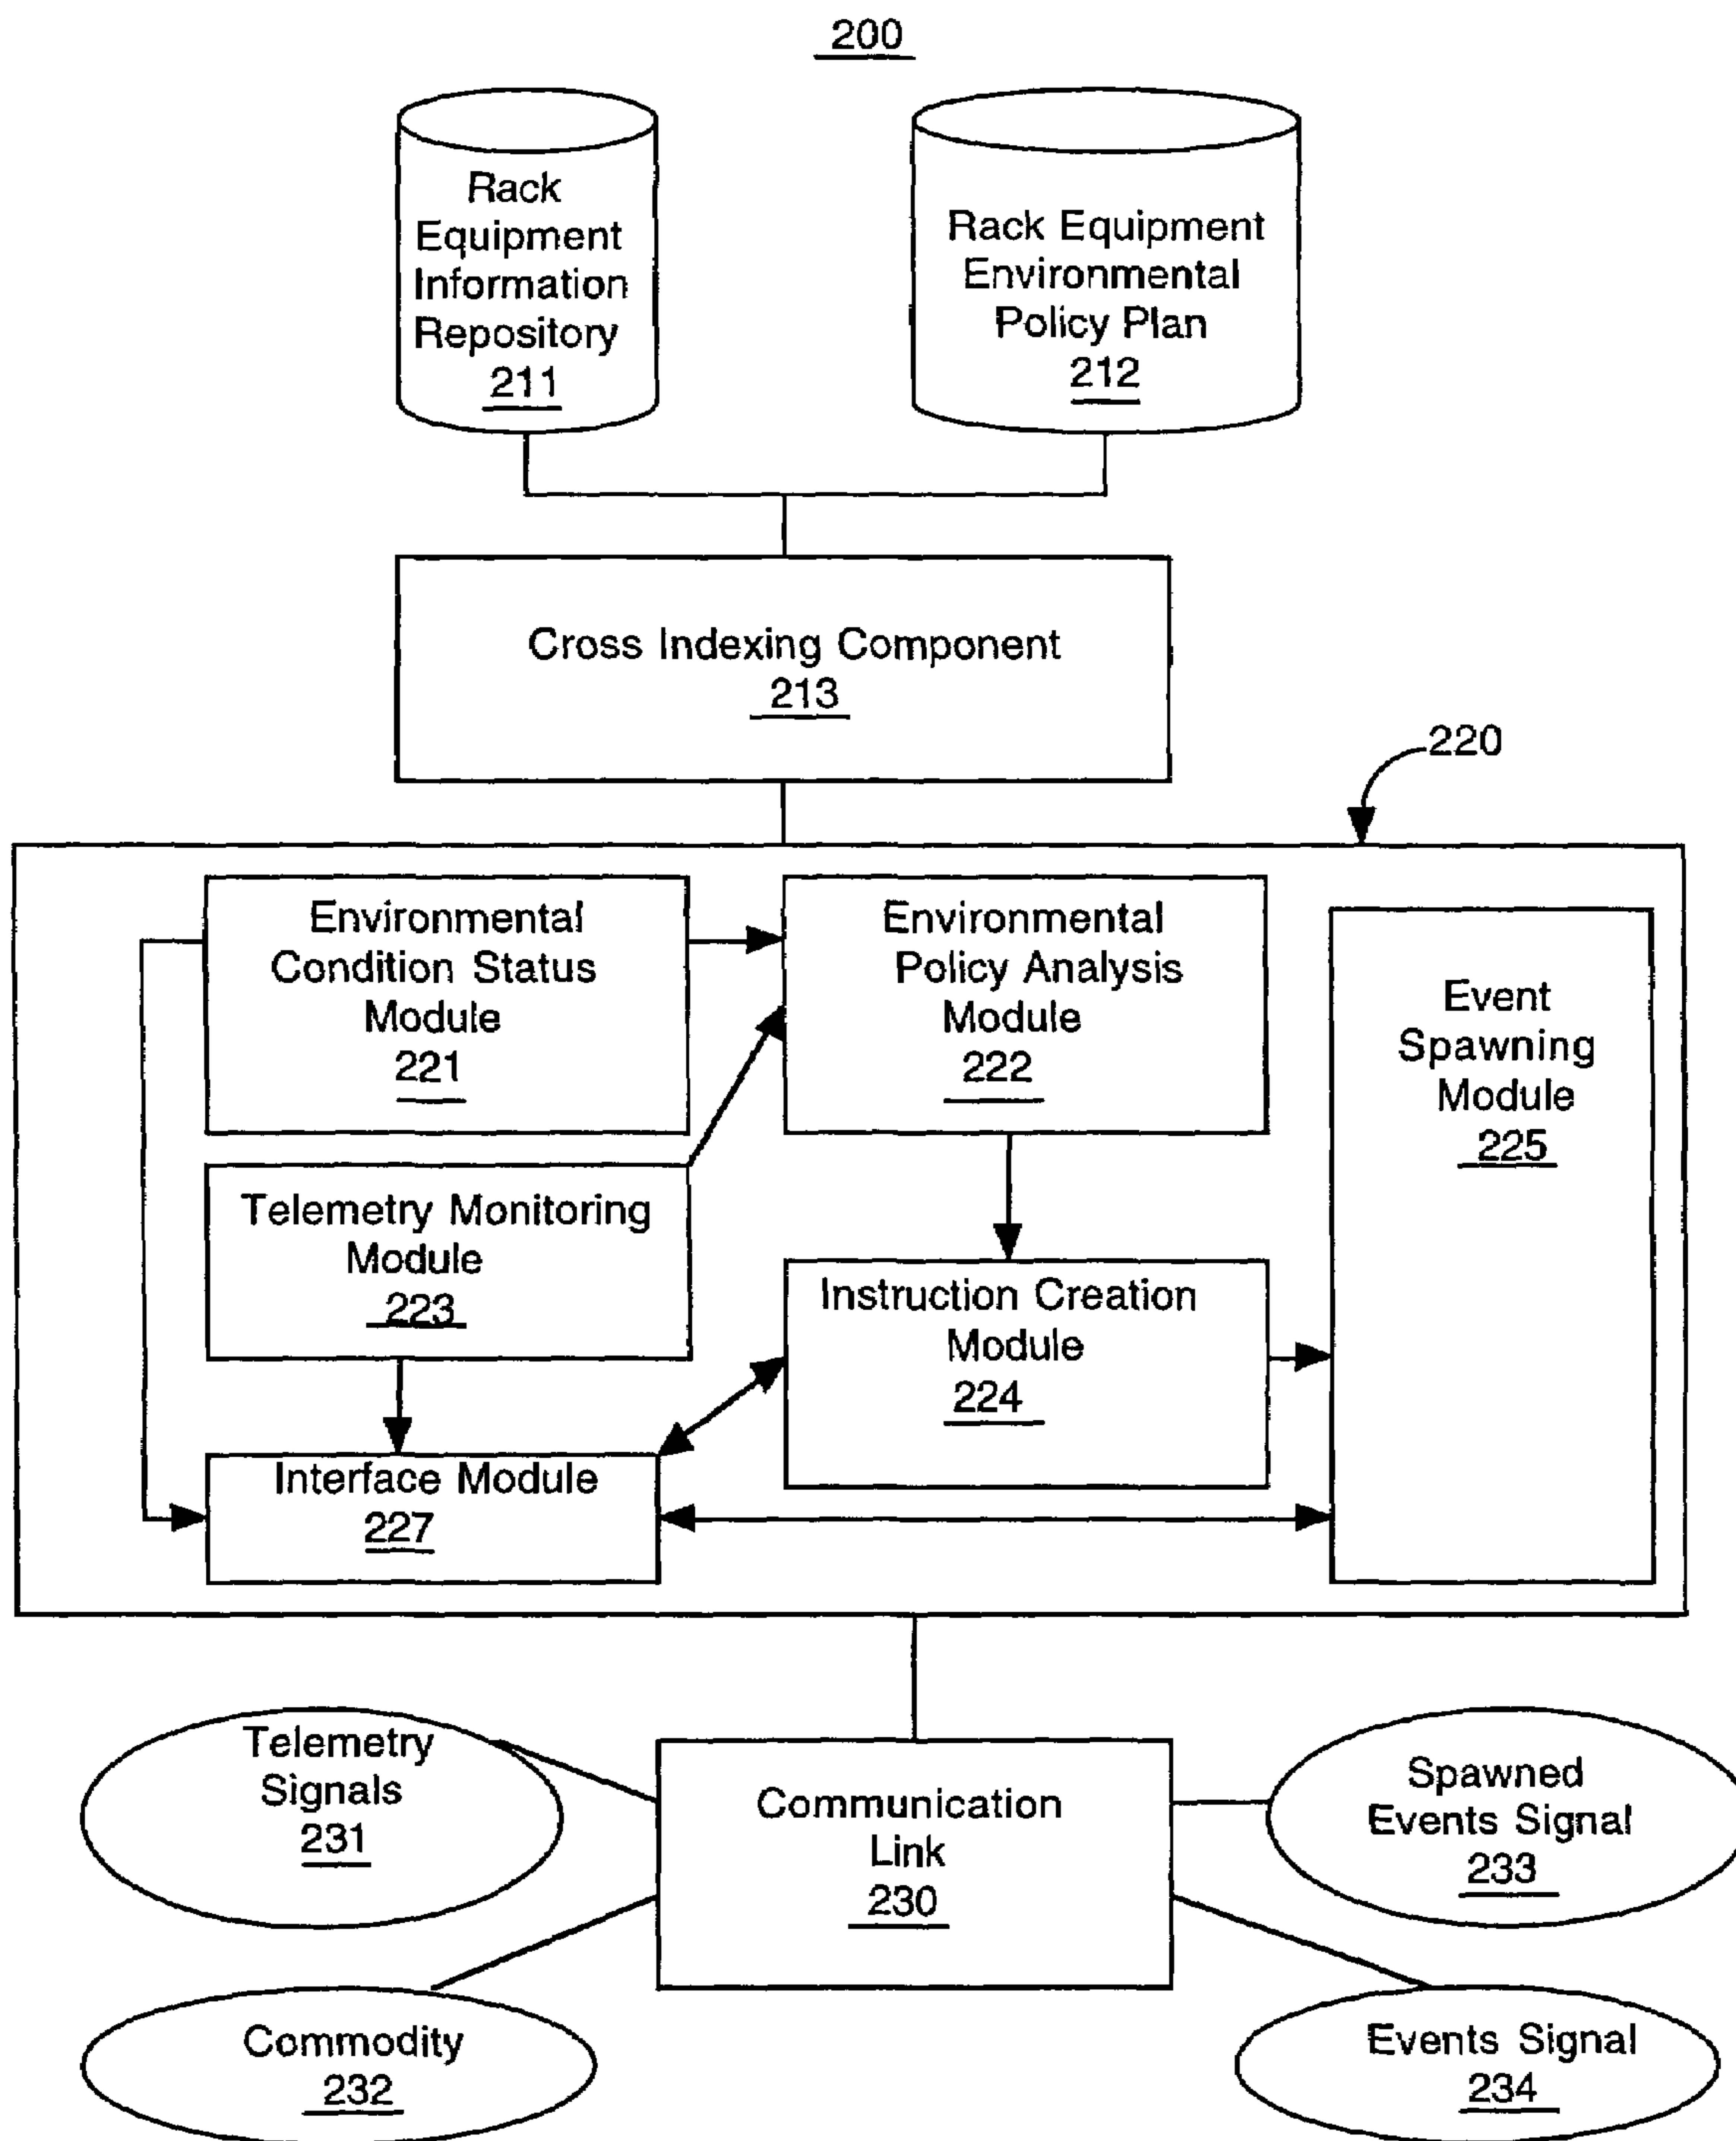 200
Rack
Equipment
Information
Repository
211
Rack Equipment
Environmental
Policy Plan
212
Cross Indexing Component
213
220
Environmental
Condition Status
Module
221
Environmental
Policy Analysis
Module
222
Event
Spawning
Module
225
Telemetry Monitoring
Module
223
Instruction Creation
Module
224
Interface Module
227
Telemetry
Signals
231
Communication
Link
230
Spawned
Events Signal
233
Commodity
232
Events Signal
234